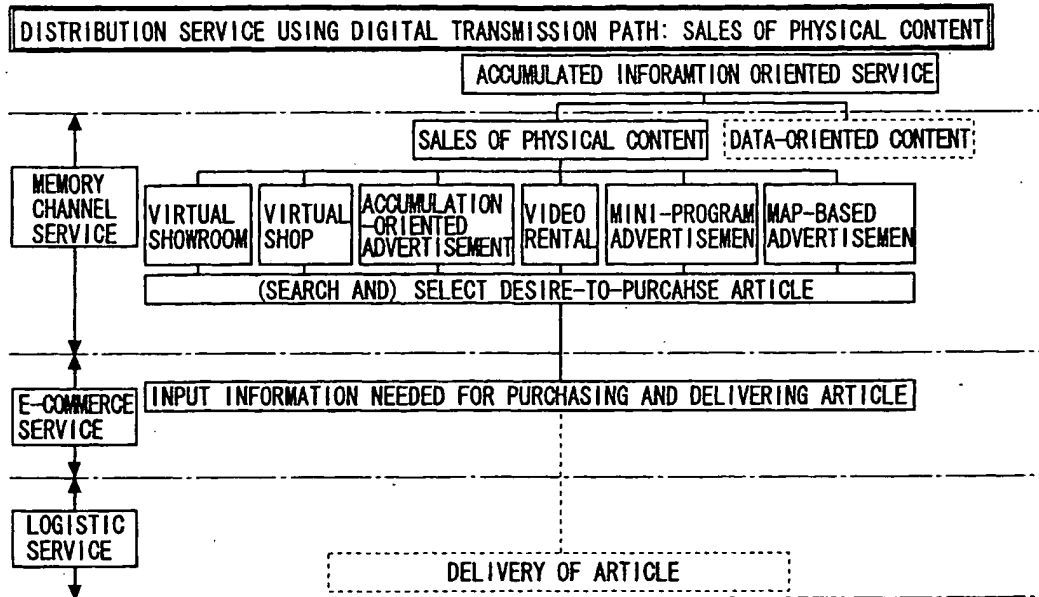 DISTRIBUTION SERVICE USING DIGITAL TRANSMISSION PATH: SALES OF PHYSICAL CONTENT
ACCUMULATED INFORAMTION ORIENTED SERVICE
SALES OF PHYSICAL CONTENT
DATA-ORIENTED CONTENT
MEMORY
CHANNEL
SERVICE
VIRTUAL
SHOWROOM
VIRTUAL
SHOP
ACCUMULATION
-ORIENTED
ADVERTISEMENT
VIDEO
RENTAL
MINI-PROGRAM
ADVERTISEMEN
MAP-BASED
ADVERTISEMEN
(SEARCH AND) SELECT DESIRE-TO-PURCAHSE ARTICLE
E-COMMERCE
SERVICE
INPUT INFORMATION NEEDED FOR PURCHASING AND DELIVERING ARTICLE
LOGISTIC
SERVICE
DELIVERY OF ARTICLE